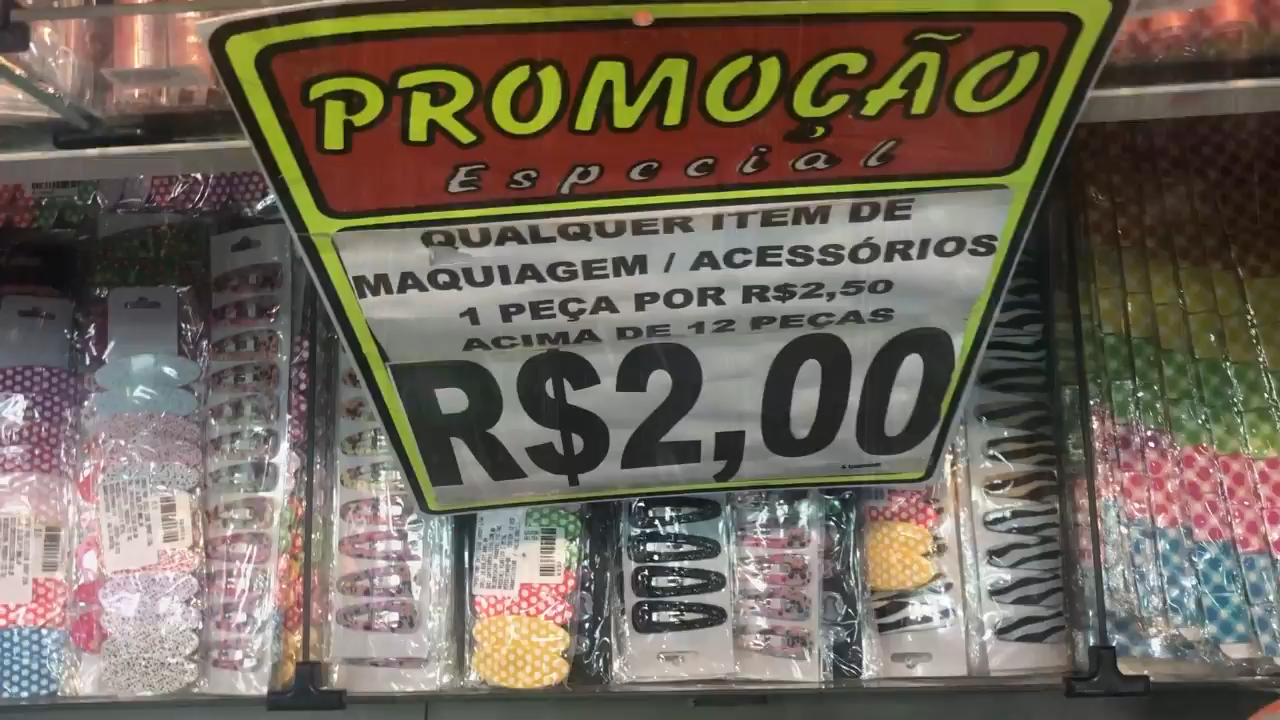 PROMOÇÃO
Especial
QUALQUER ITEM DE
MAQUIAGEM / ACESSÓRIOS
1 PEÇA POR R$2,50
ACIMA DE 12 PEÇAS
R$2,00